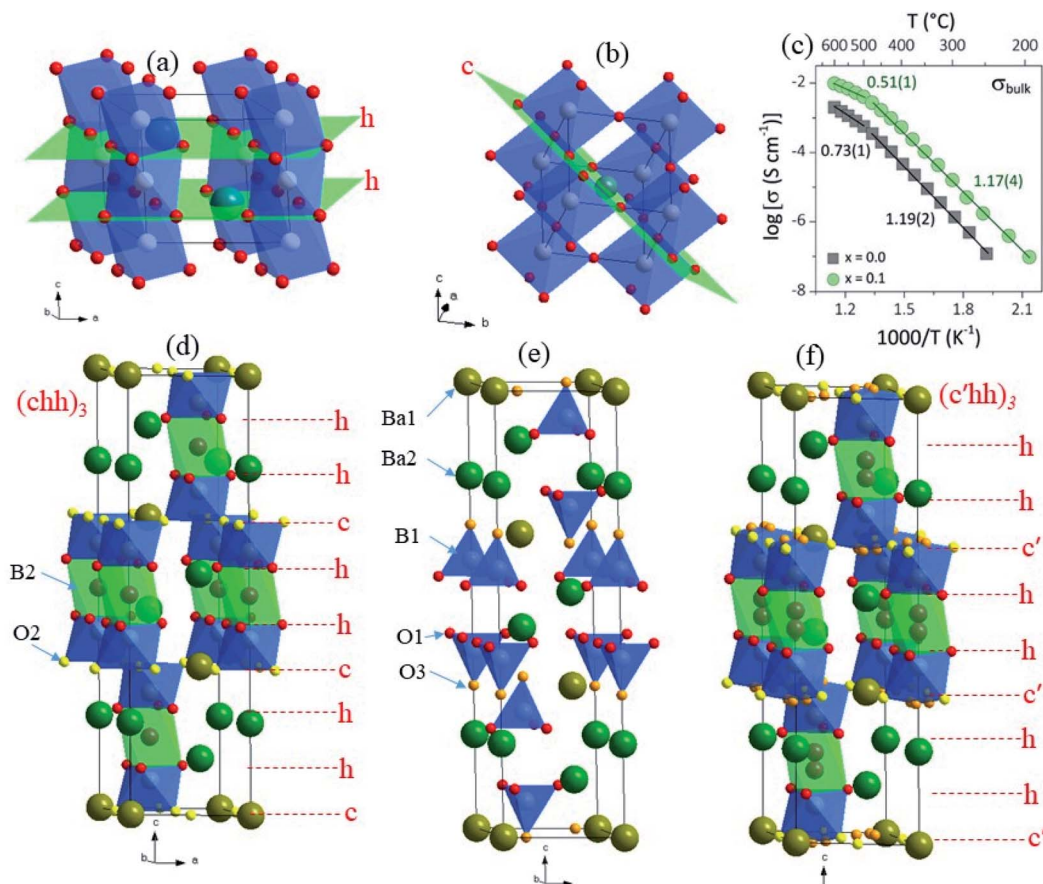 (a)
h
h
c
b
a
(b)
c
c
a
b
(c)
T (°C)
600
500
400
300
200
σbulk
0.51(1)
0.73(1)
1.17(4)
1.19(2)
x = 0.0
x = 0.1
log [σ (S cm⁻¹)]
-2
-4
-6
-8
1.2
1.5
1.8
2.1
1000/T (K⁻¹)
(d)
(chh)₃
h
h
c
h
h
c
h
h
c
B2
O2
c
b
a
(e)
Ba1
Ba2
B1
O1
O3
c
b
(f)
(c′hh)₃
h
h
c′
h
h
c′
h
h
c′
c